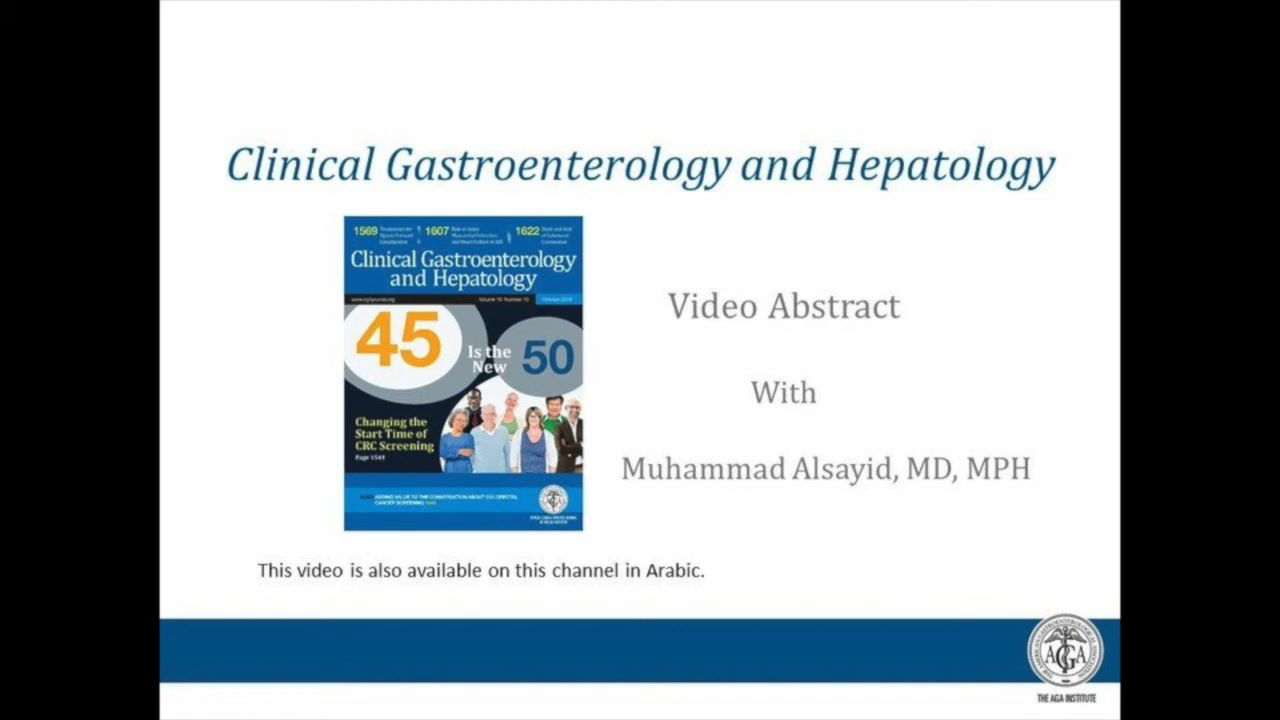 Clinical Gastroenterology and Hepatology
1569
1607
1622
Clinical Gastroenterology
and Hepatology
45
Is the
New
50
Changing the
Start Time of
CRC Screening
Video Abstract
With
Muhammad Alsayid, MD, MPH
This video is also available on this channel in Arabic.
AGA
THE AGA INSTITUTE